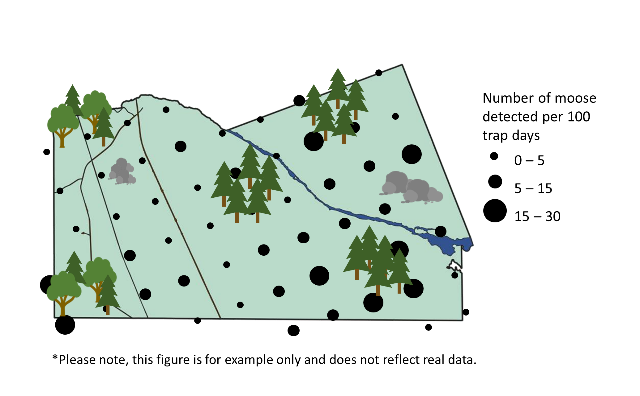 Number of moose
detected per 100
trap days
0 – 5
5 – 15
15 – 30
*Please note, this figure is for example only and does not reflect real data.